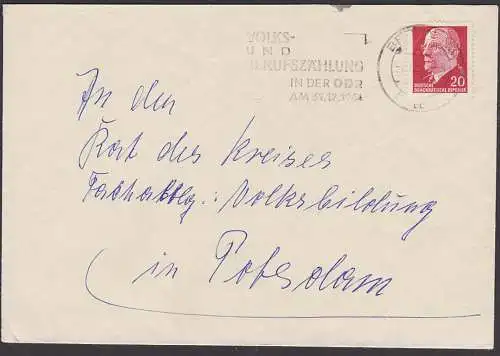 VOLKS-
UND
BERUFSZÄHLUNG
IN DER DDR
AM 31.12.1964
20
DEUTSCHE
DEMOKRATISCHE REPUBLIK
An den
Rat des Kreises
Fachabtlg.: Volksbildung
in Potsdam